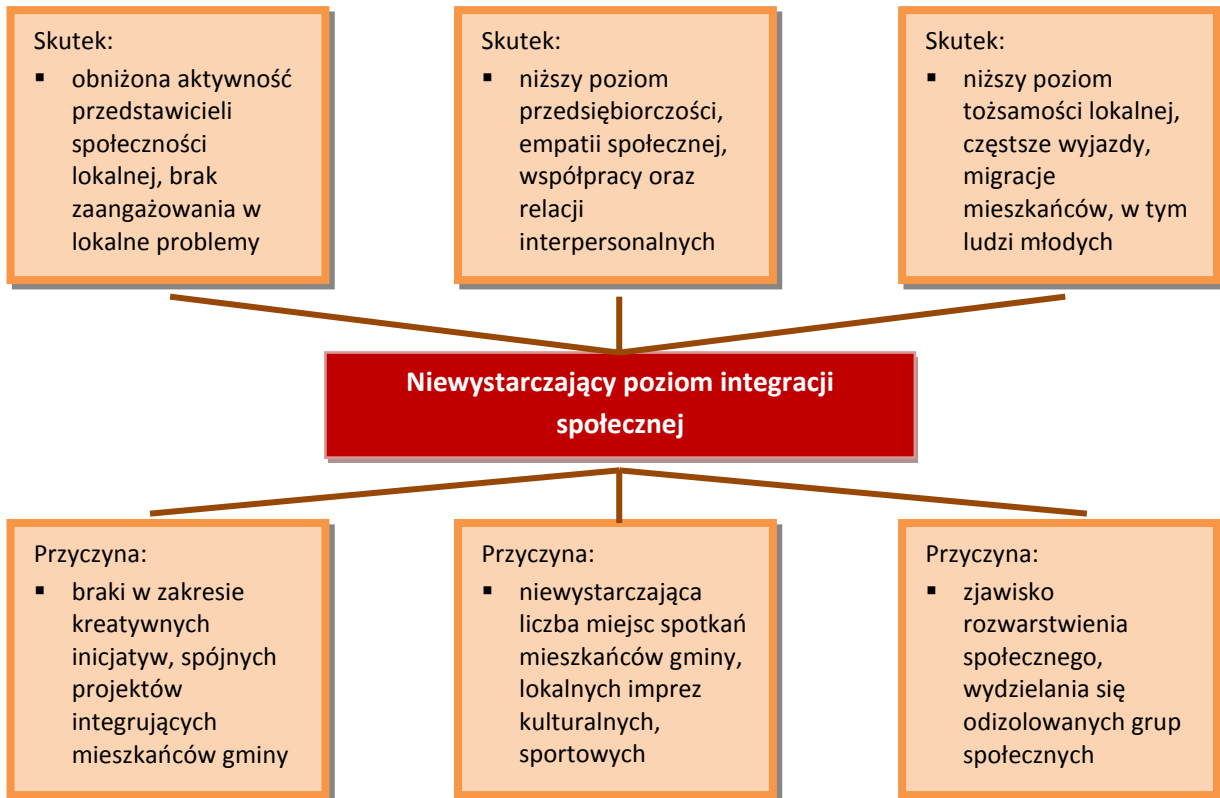 Skutek:
▪ obniżona aktywność
przedstawicieli
społeczności
lokalnej, brak
zaangażowania w
lokalne problemy
Skutek:
▪ niższy poziom
przedsiębiorczości,
empatii społecznej,
współpracy oraz
relacji
interpersonalnych
Skutek:
▪ niższy poziom
tożsamości lokalnej,
częstsze wyjazdy,
migracje
mieszkańców, w tym
ludzi młodych
Niewystarczający poziom integracji
społecznej
Przyczyna:
▪ braki w zakresie
kreatywnych
inicjatyw, spójnych
projektów
integrujących
mieszkańców gminy
Przyczyna:
▪ niewystarczająca
liczba miejsc spotkań
mieszkańców gminy,
lokalnych imprez
kulturalnych,
sportowych
Przyczyna:
▪ zjawisko
rozwarstwienia
społecznego,
wydzielania się
odizolowanych grup
społecznych